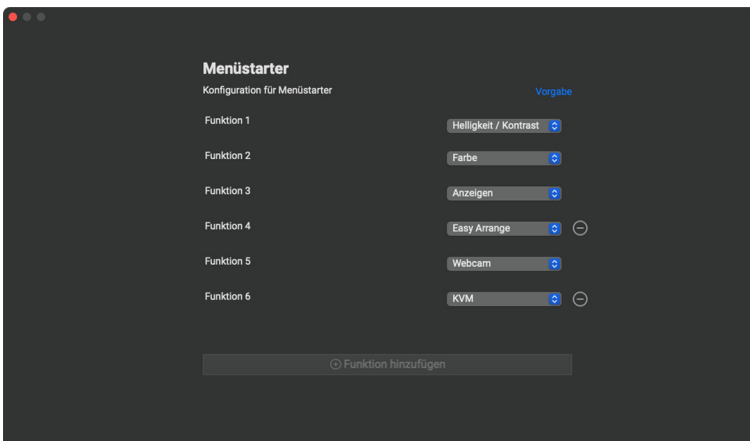 Menüstarter
Konfiguration für Menüstarter Vorgabe
Funktion 1 Helligkeit / Kontrast
Funktion 2 Farbe
Funktion 3 Anzeigen
Funktion 4 Easy Arrange
Funktion 5 Webcam
Funktion 6 KVM
Funktion hinzufügen